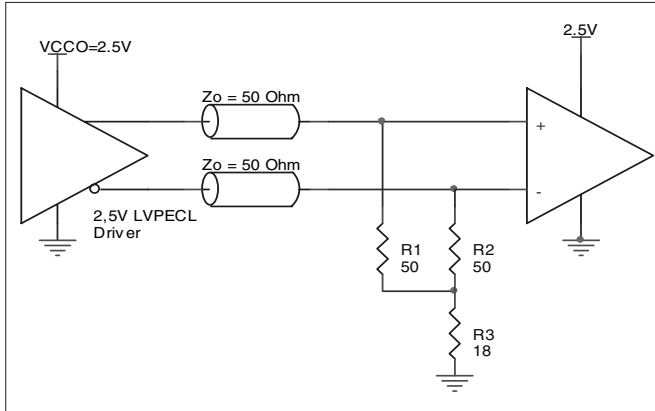 VCCO=2.5V
2.5V
Zo = 50 Ohm
+
Zo = 50 Ohm
-
2,5V LVPECL
Driver
R1
50
R2
50
R3
18